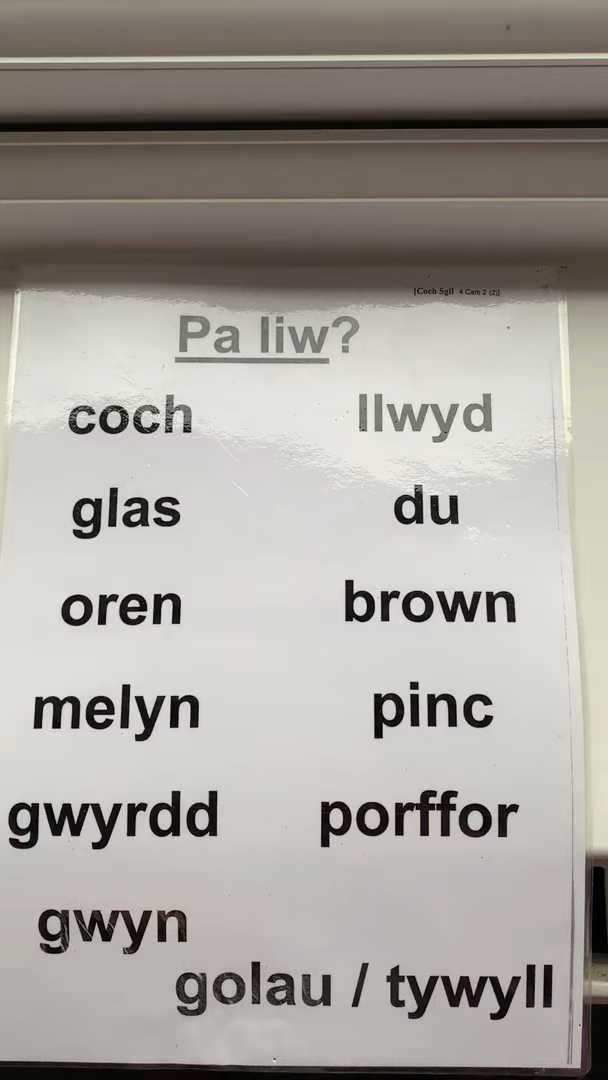 [Coch Sgil 4 Cam 2 (2)]
Pa liw?
coch llwyd
glas du
oren brown
melyn pinc
gwyrdd porffor
gwyn
golau / tywyll